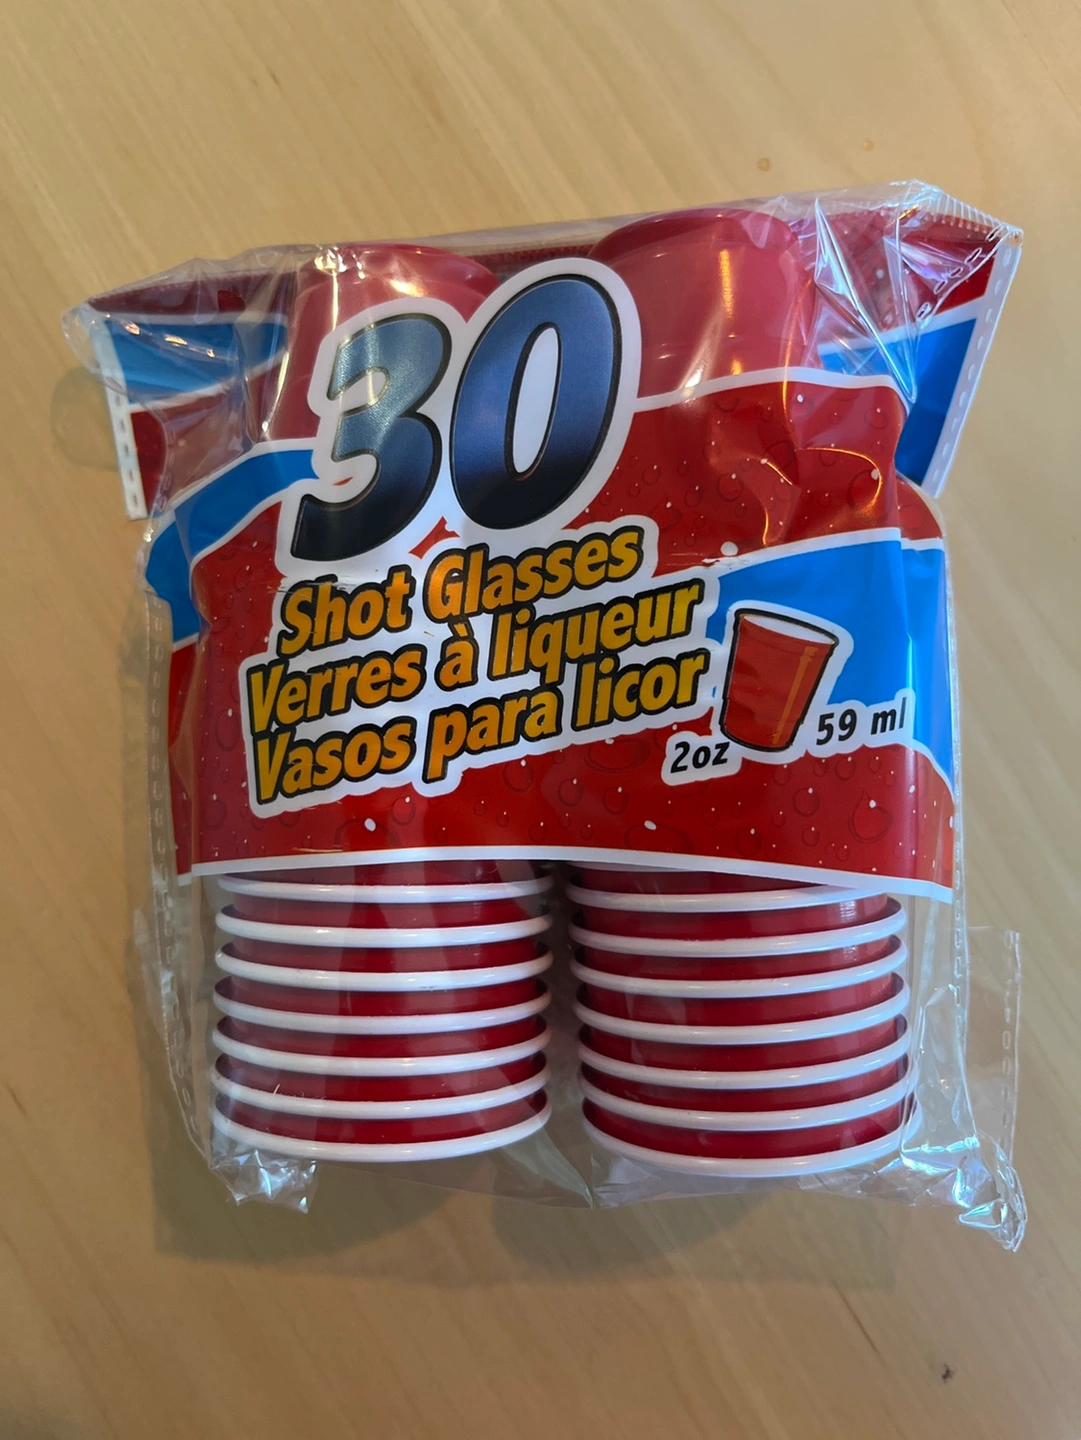 30
Shot Glasses
Verres à liqueur
Vasos para licor
2oz 59 ml